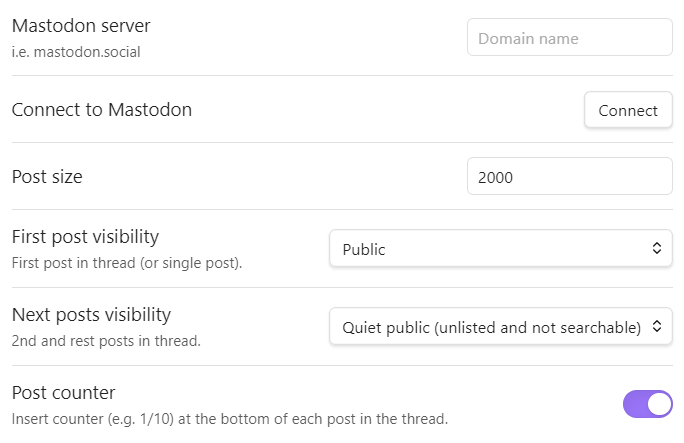 Mastodon server
i.e. mastodon.social
Domain name
Connect to Mastodon
Connect
Post size
2000
First post visibility
First post in thread (or single post).
Public
Next posts visibility
2nd and rest posts in thread.
Quiet public (unlisted and not searchable)
Post counter
Insert counter (e.g. 1/10) at the bottom of each post in the thread.